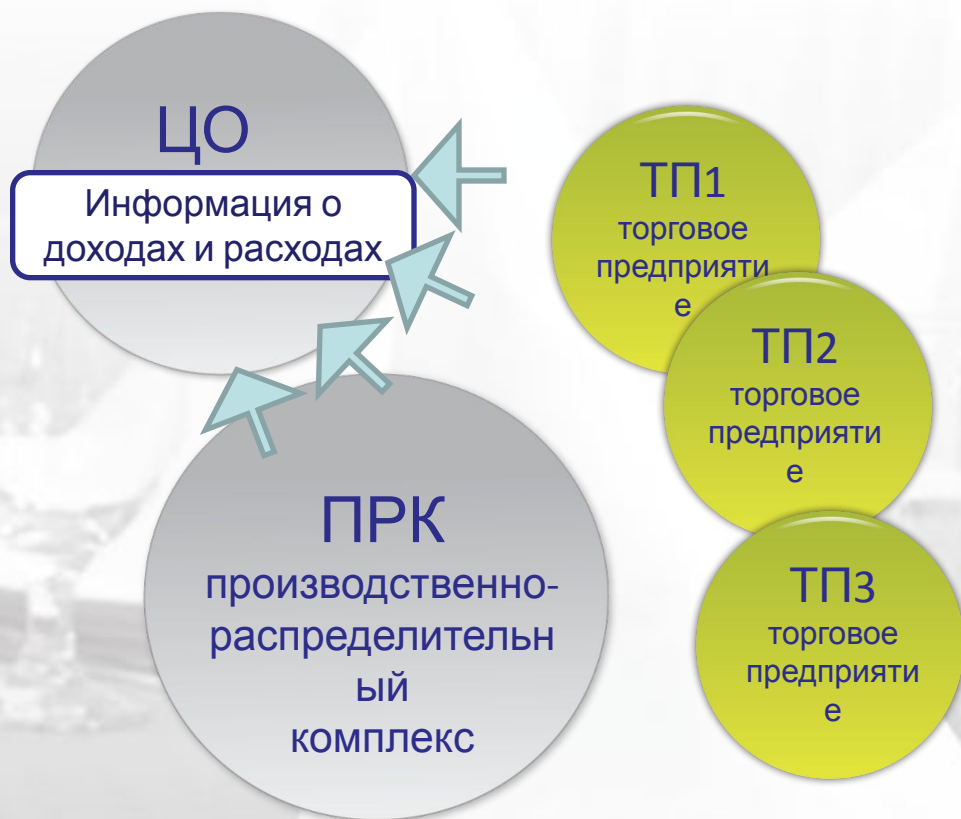 ЦО
Информация о
доходах и расходах
ТП1
торговое
предприяти
е
ТП2
торговое
предприяти
е
ПРК
производственно-
распределительн
ый
комплекс
ТП3
торговое
предприяти
е